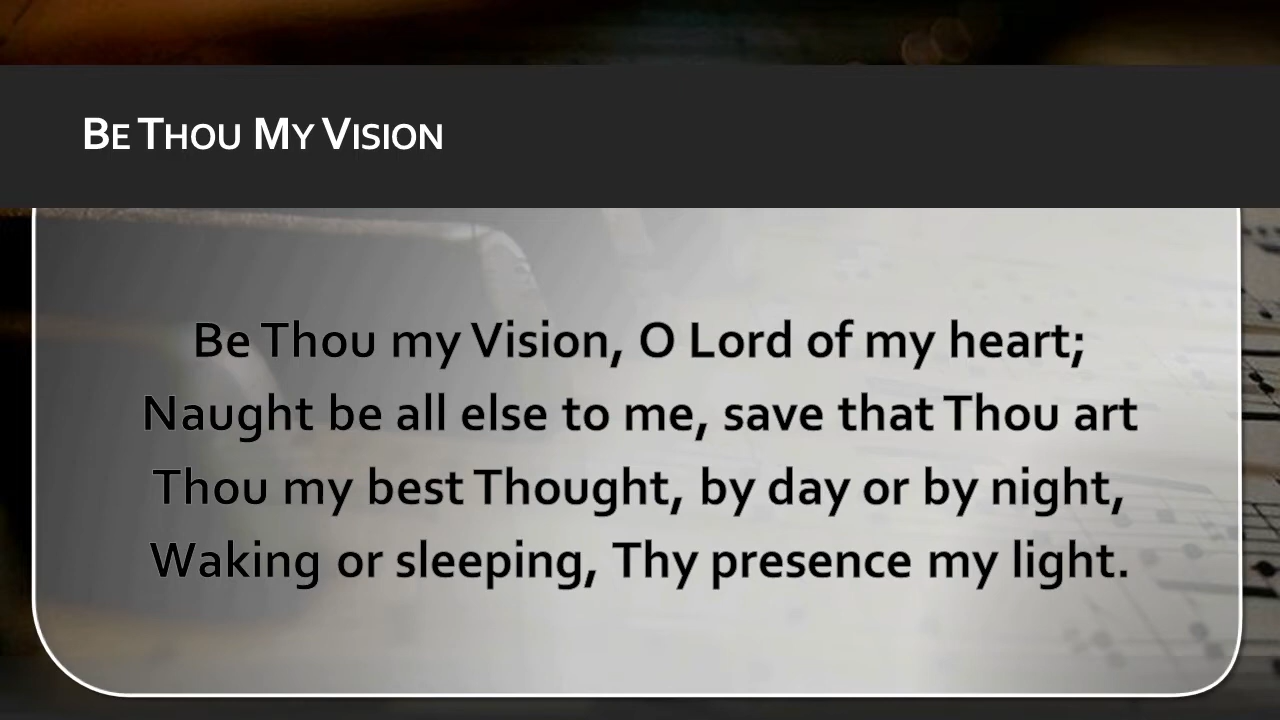 BE THOU MY VISION
Be Thou my Vision, O Lord of my heart;
Naught be all else to me, save that Thou art
Thou my best Thought, by day or by night,
Waking or sleeping, Thy presence my light.